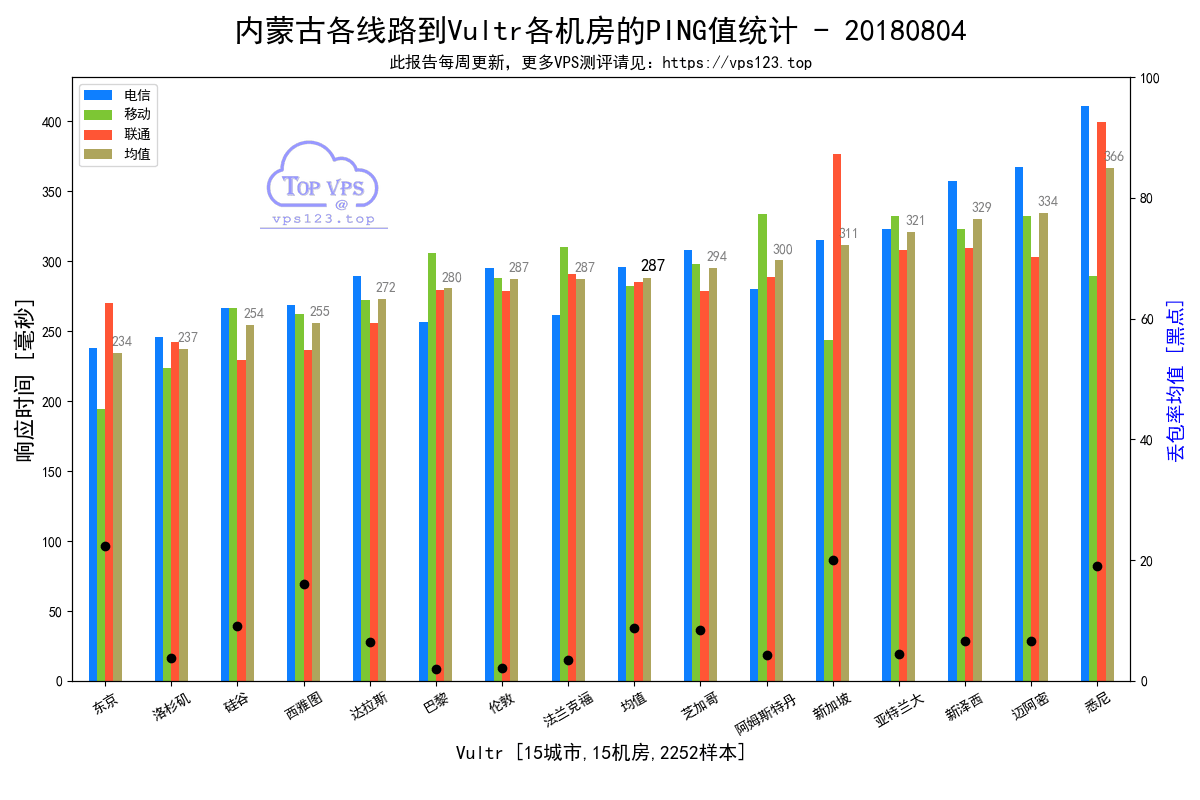 内蒙古各线路到Vultr各机房的PING值统计 - 20180804
此报告每周更新，更多VPS测评请见：https://vps123.top
电信
移动
联通
均值
TOP VPS
@
vps123.top
响应时间 [毫秒]
400
350
300
250
200
150
100
50
0
234
237
254
255
272
280
287
287
287
294
300
311
321
329
334
366
100
80
60
40
20
0
丢包率均值 [黑点]
东京
洛杉矶
硅谷
西雅图
达拉斯
巴黎
伦敦
法兰克福
均值
芝加哥
阿姆斯特丹
新加坡
亚特兰大
新泽西
迈阿密
悉尼
Vultr [15城市,15机房,2252样本]